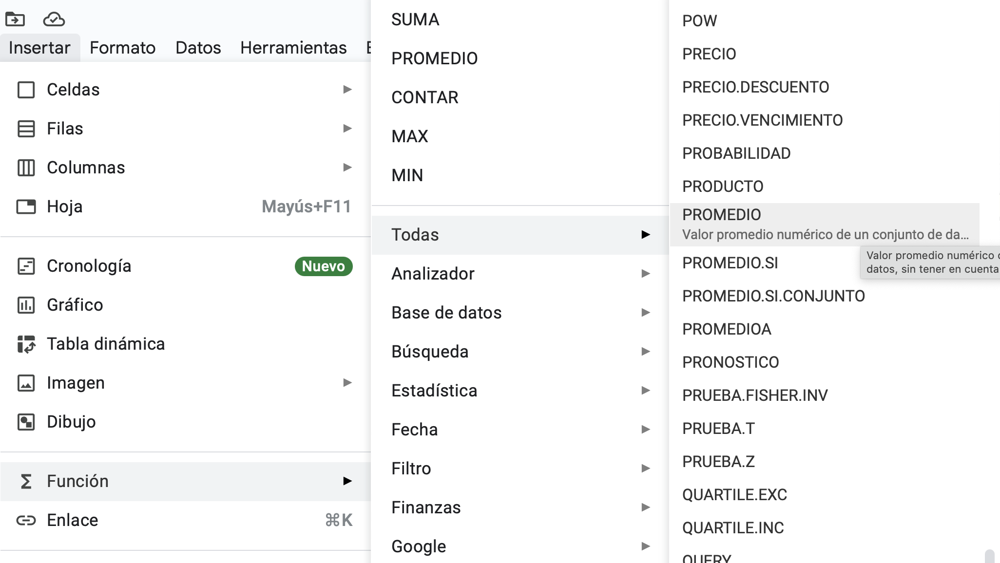 Insertar Formato Datos Herramientas
Celdas
Filas
Columnas
Hoja Mayús+F11
Cronología Nuevo
Gráfico
Tabla dinámica
Imagen
Dibujo
Función
Enlace ⌘K
SUMA
PROMEDIO
CONTAR
MAX
MIN
Todas
Analizador
Base de datos
Búsqueda
Estadística
Fecha
Filtro
Finanzas
Google
POW
PRECIO
PRECIO.DESCUENTO
PRECIO.VENCIMIENTO
PROBABILIDAD
PRODUCTO
PROMEDIO
Valor promedio numérico de un conjunto de da...
Valor promedio numérico
datos, sin tener en cuenta
PROMEDIO.SI
PROMEDIO.SI.CONJUNTO
PROMEDIOA
PRONOSTICO
PRUEBA.FISHER.INV
PRUEBA.T
PRUEBA.Z
QUARTILE.EXC
QUARTILE.INC
QUERY